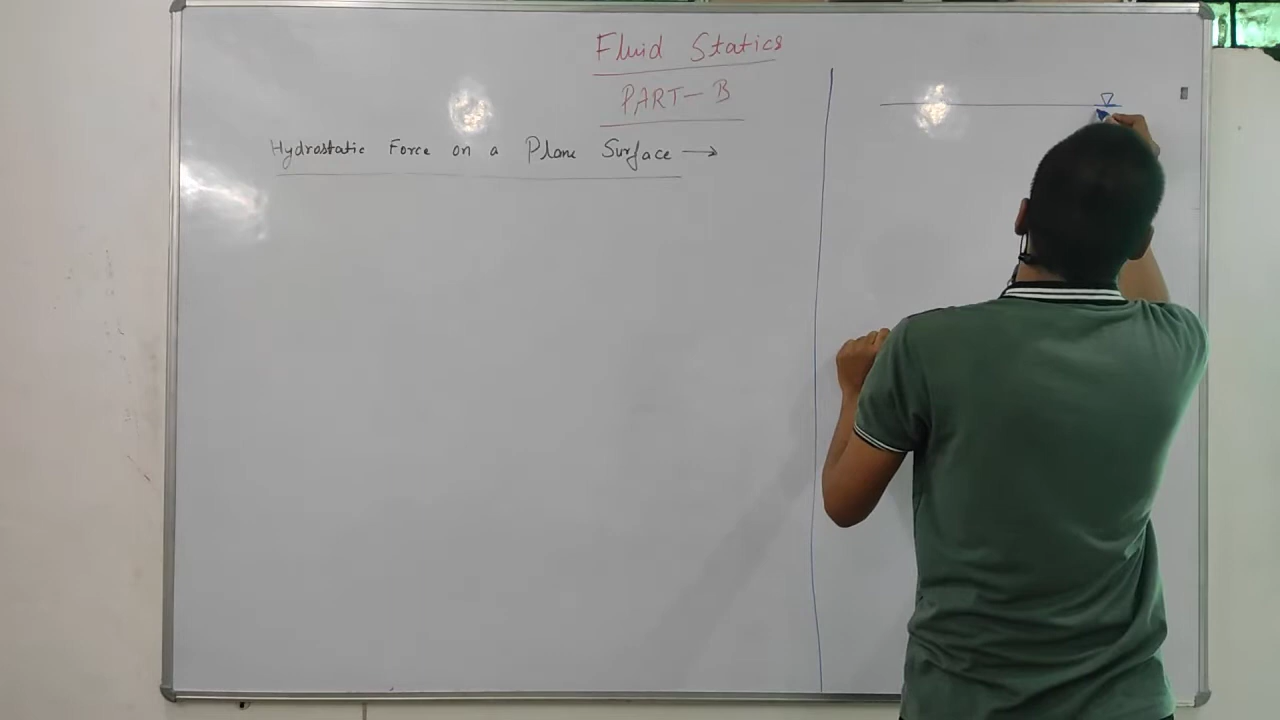 Fluid Statics
PART-B
Hydrostatic Force on a Plane Surface →